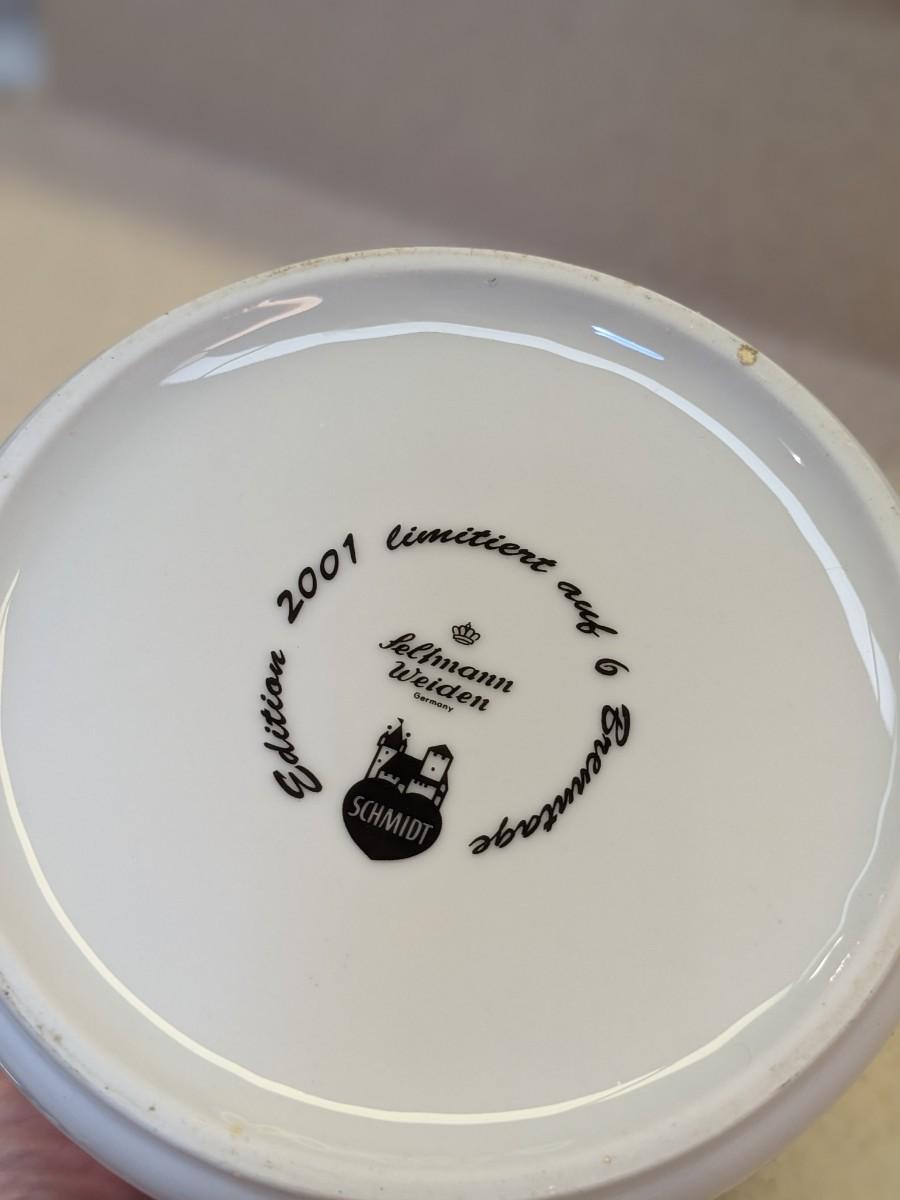 Edition 2001 limitiert auf 6 Brenntage
Seltmann
Weiden
Germany
SCHMIDT